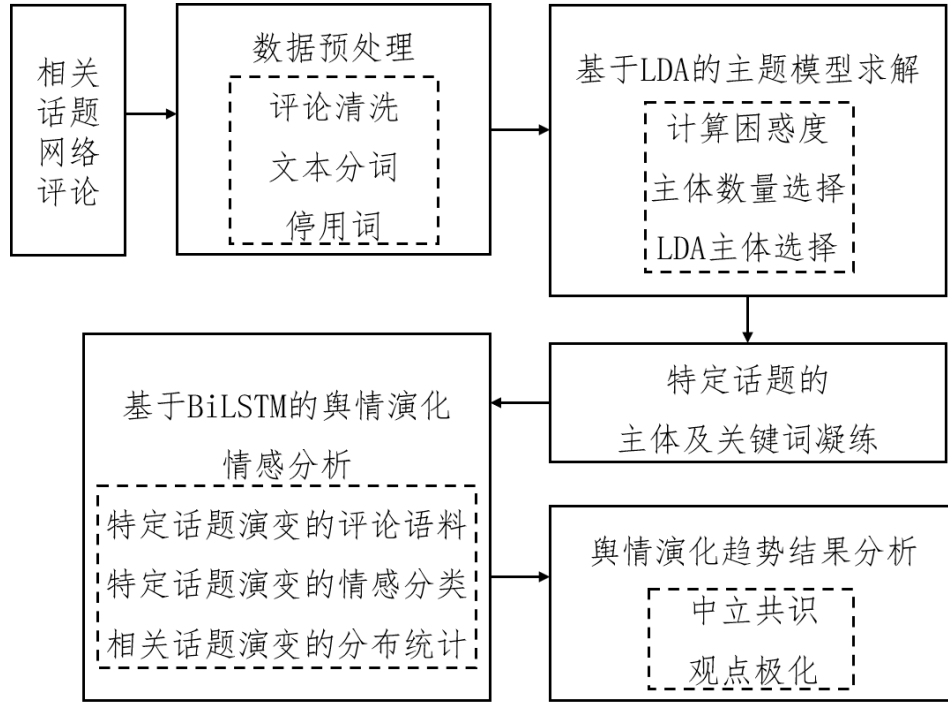 相关
话题
网络
评论
数据预处理
评论清洗
文本分词
停用词
基于LDA的主题模型求解
计算困惑度
主体数量选择
LDA主体选择
特定话题的
主体及关键词凝练
基于BiLSTM的舆情演化
情感分析
特定话题演变的评论语料
特定话题演变的情感分类
相关话题演变的分布统计
舆情演化趋势结果分析
中立共识
观点极化